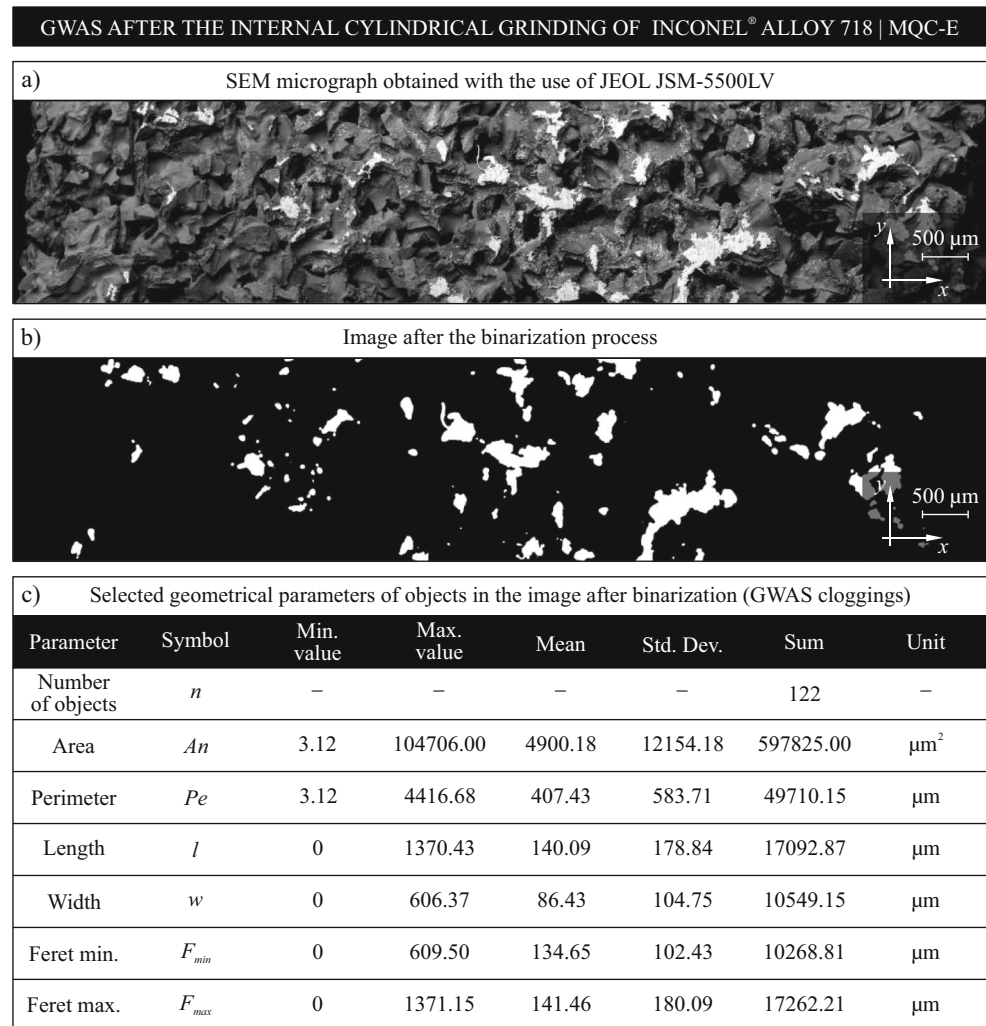 GWAS AFTER THE INTERNAL CYLINDRICAL GRINDING OF INCONEL® ALLOY 718 | MQC-E
a) SEM micrograph obtained with the use of JEOL JSM-5500LV
y
500 µm
x
b) Image after the binarization process
y
500 µm
x
c) Selected geometrical parameters of objects in the image after binarization (GWAS cloggings)
Parameter Symbol Min. value Max. value Mean Std. Dev. Sum Unit
Number of objects n – – – – 122 –
Area An 3.12 104706.00 4900.18 12154.18 597825.00 µm²
Perimeter Pe 3.12 4416.68 407.43 583.71 49710.15 µm
Length l 0 1370.43 140.09 178.84 17092.87 µm
Width w 0 606.37 86.43 104.75 10549.15 µm
Feret min. F_min 0 609.50 134.65 102.43 10268.81 µm
Feret max. F_max 0 1371.15 141.46 180.09 17262.21 µm